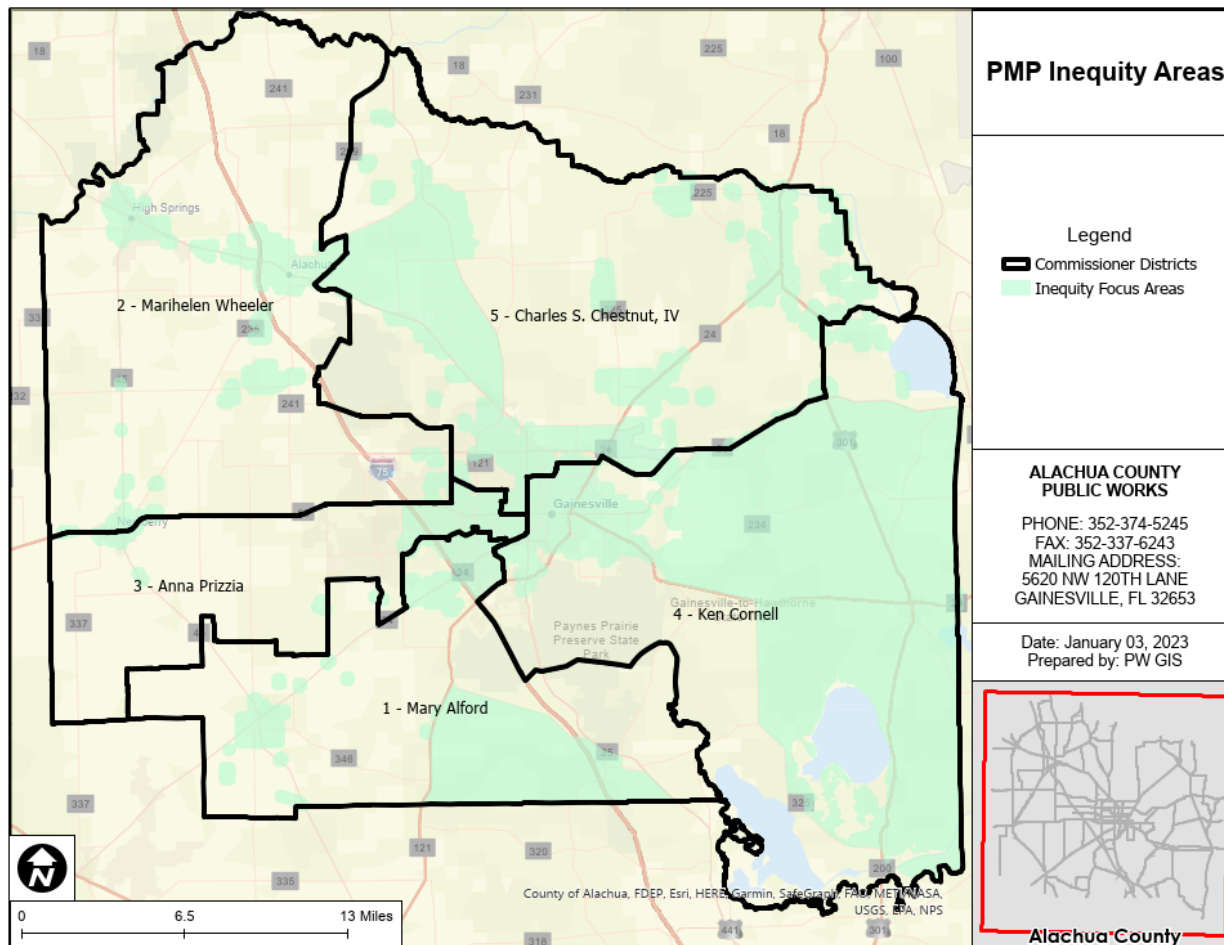 PMP Inequity Areas
Legend
Commissioner Districts
Inequity Focus Areas
ALACHUA COUNTY
PUBLIC WORKS
PHONE: 352-374-5245
FAX: 352-337-6243
MAILING ADDRESS:
5620 NW 120TH LANE
GAINESVILLE, FL 32653
Date: January 03, 2023
Prepared by: PW GIS
Alachua County
18
241
18
231
225
100
18
225
High Springs
Alachua
2 - Marihelen Wheeler
5 - Charles S. Chestnut, IV
24
232
241
301
75
121
Gainesville
234
3 - Anna Prizzia
24
Gainesville-to-Hawthorne
4 - Ken Cornell
337
Paynes Prairie
Preserve State
Park
1 - Mary Alford
346
337
325
121
320
335
200
318
441
301
County of Alachua, FDEP, Esri, HERE, Garmin, SafeGraph, FAO, METI/NASA,
USGS, EPA, NPS
N
0 6.5 13 Miles